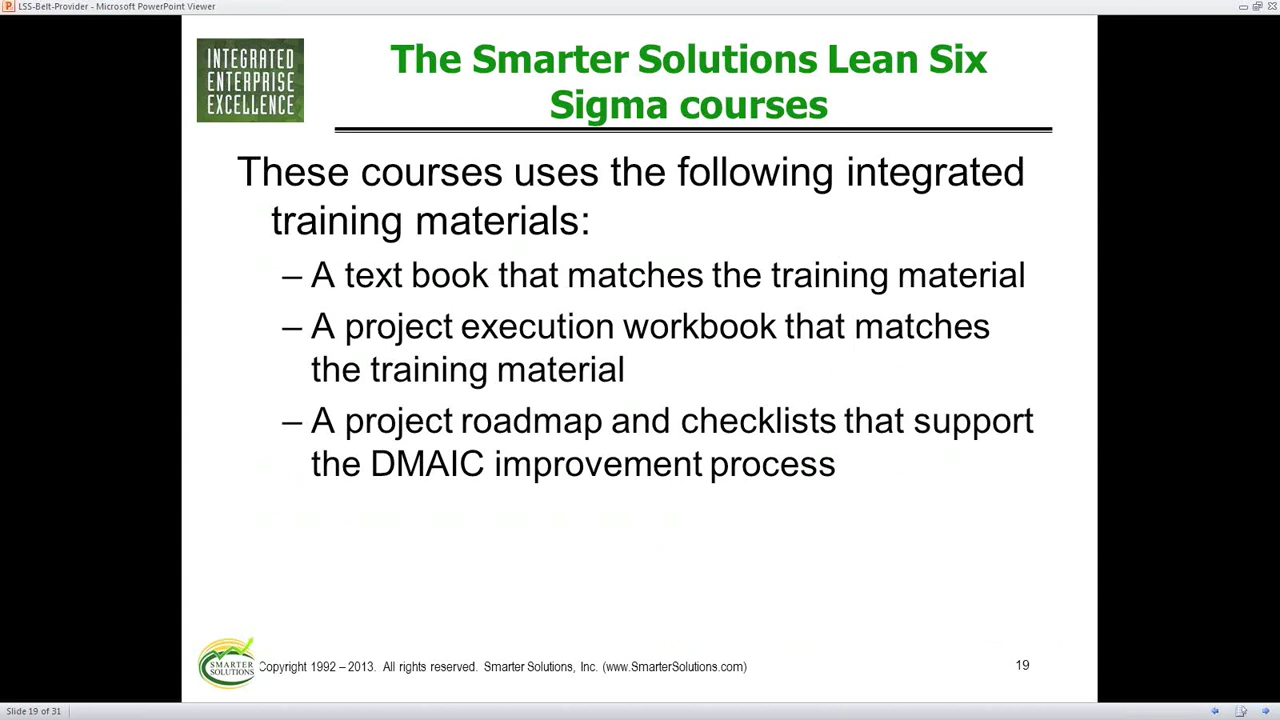 LSS-Belt-Provider - Microsoft PowerPoint Viewer
INTEGRATED
ENTERPRISE
EXCELLENCE
The Smarter Solutions Lean Six
Sigma courses
These courses uses the following integrated
training materials:
– A text book that matches the training material
– A project execution workbook that matches
the training material
– A project roadmap and checklists that support
the DMAIC improvement process
SMARTER
SOLUTIONS
Copyright 1992 – 2013. All rights reserved. Smarter Solutions, Inc. (www.SmarterSolutions.com)
19
Slide 19 of 31